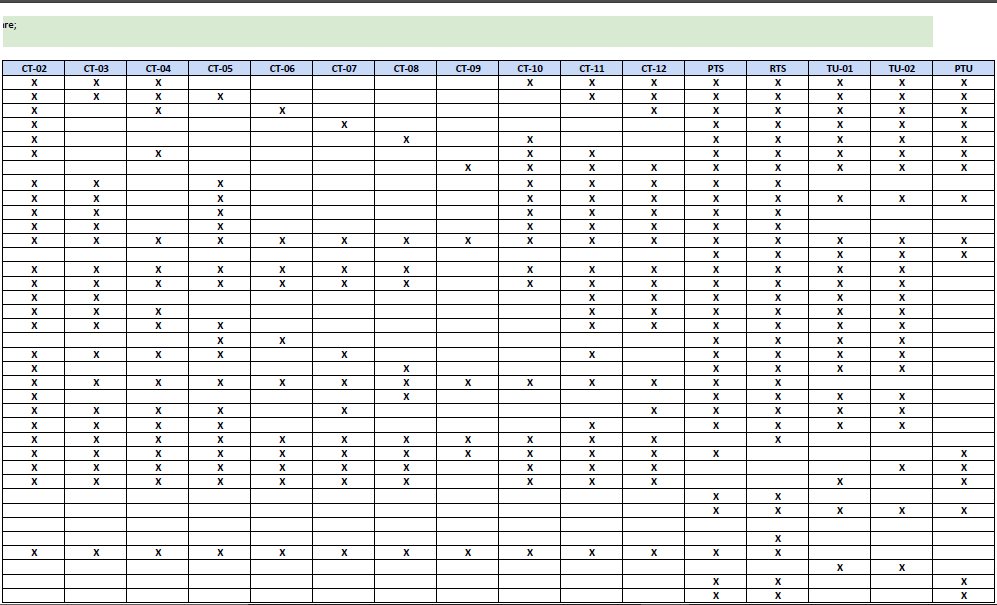 are;
CT-02 CT-03 CT-04 CT-05 CT-06 CT-07 CT-08 CT-09 CT-10 CT-11 CT-12 PTS RTS TU-01 TU-02 PTU
X X X X X X X X X X X
X X X X X X X X X X X
X X X X X X X X X
X X X X X X X
X X X X X X X X
X X X X X X X X X
X X X X X X X X X
X X X X X X X X
X X X X X X X X X X X
X X X X X X X X
X X X X X X X X
X X X X X X X X X X X X X X X X
X X X X X
X X X X X X X X X X X X X X
X X X X X X X X X X X X X X
X X X X X X X X
X X X X X X X X X
X X X X X X X X X X
X X X X X X
X X X X X X X X X X
X X X X X X
X X X X X X X X X X X X X
X X X X X X
X X X X X X X X X X
X X X X X X X X X
X X X X X X X X X X X X
X X X X X X X X X X X X X
X X X X X X X X X X X X
X X X X X X X X X X X X
X X
X X X X X
X
X X X X X X X X X X X X X
X X
X X X
X X X